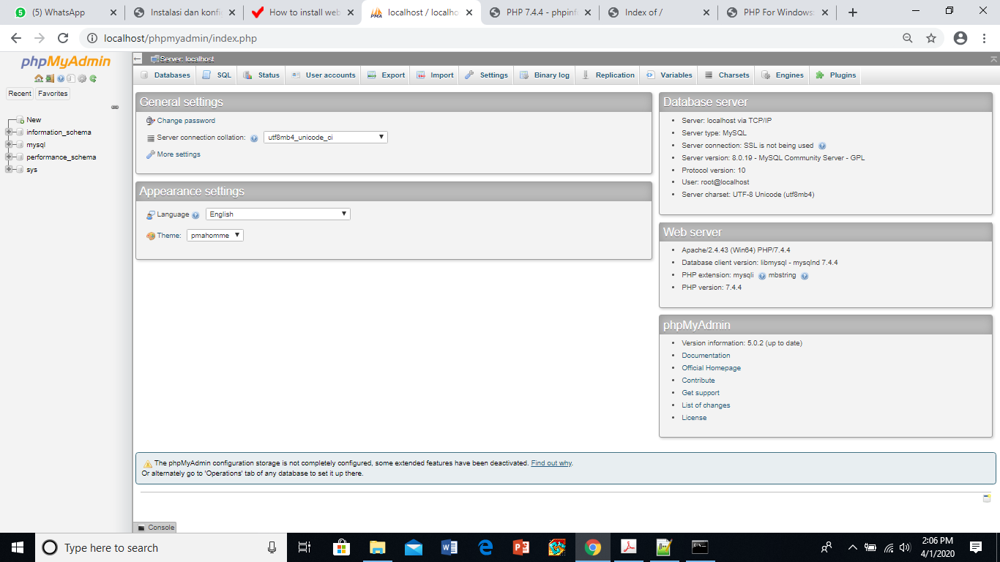 (5) WhatsApp
Instalasi dan konfi
How to install web
localhost / localho
PHP 7.4.4 - phpinf
Index of /
PHP For Windows
localhost/phpmyadmin/index.php
phpMyAdmin
Recent Favorites
New
information_schema
mysql
performance_schema
sys
Server: localhost
Databases SQL Status User accounts Export Import Settings Binary log Replication Variables Charsets Engines Plugins
General settings
Change password
Server connection collation: utf8mb4_unicode_ci
More settings
Appearance settings
Language English
Theme: pmahomme
Database server
• Server: localhost via TCP/IP
• Server type: MySQL
• Server connection: SSL is not being used
• Server version: 8.0.19 - MySQL Community Server - GPL
• Protocol version: 10
• User: root@localhost
• Server charset: UTF-8 Unicode (utf8mb4)
Web server
• Apache/2.4.43 (Win64) PHP/7.4.4
• Database client version: libmysql - mysqlnd 7.4.4
• PHP extension: mysqli mbstring
• PHP version: 7.4.4
phpMyAdmin
• Version information: 5.0.2 (up to date)
• Documentation
• Official Homepage
• Contribute
• Get support
• List of changes
• License
The phpMyAdmin configuration storage is not completely configured, some extended features have been deactivated. Find out why.
Or alternately go to 'Operations' tab of any database to set it up there.
Console
Type here to search
2:06 PM
4/1/2020